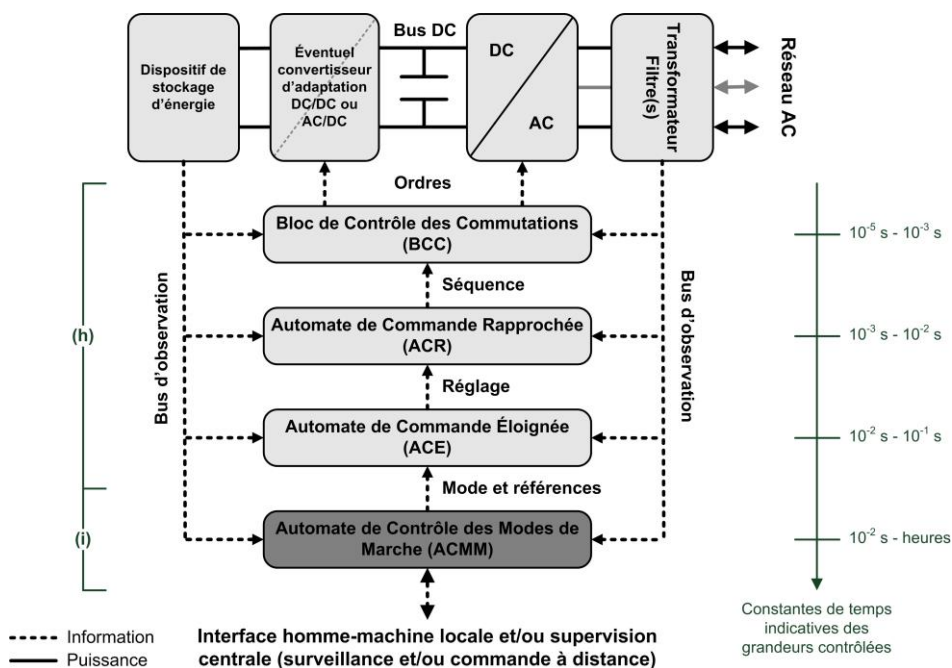 Dispositif de
stockage
d'énergie
Éventuel
convertisseur
d'adaptation
DC/DC ou
AC/DC
Bus DC
DC
AC
Transformateur
Filtre(s)
Réseau AC
Ordres
Bloc de Contrôle des Commutations
(BCC)
Séquence
Automate de Commande Rapprochée
(ACR)
Réglage
Automate de Commande Éloignée
(ACE)
Mode et références
Automate de Contrôle des Modes de
Marche (ACMM)
Interface homme-machine locale et/ou supervision
centrale (surveillance et/ou commande à distance)
Bus d'observation
Bus d'observation
(h)
(i)
10⁻⁵ s - 10⁻³ s
10⁻³ s - 10⁻² s
10⁻² s - 10⁻¹ s
10⁻² s - heures
Constantes de temps
indicatives des
grandeurs contrôlées
Information
Puissance